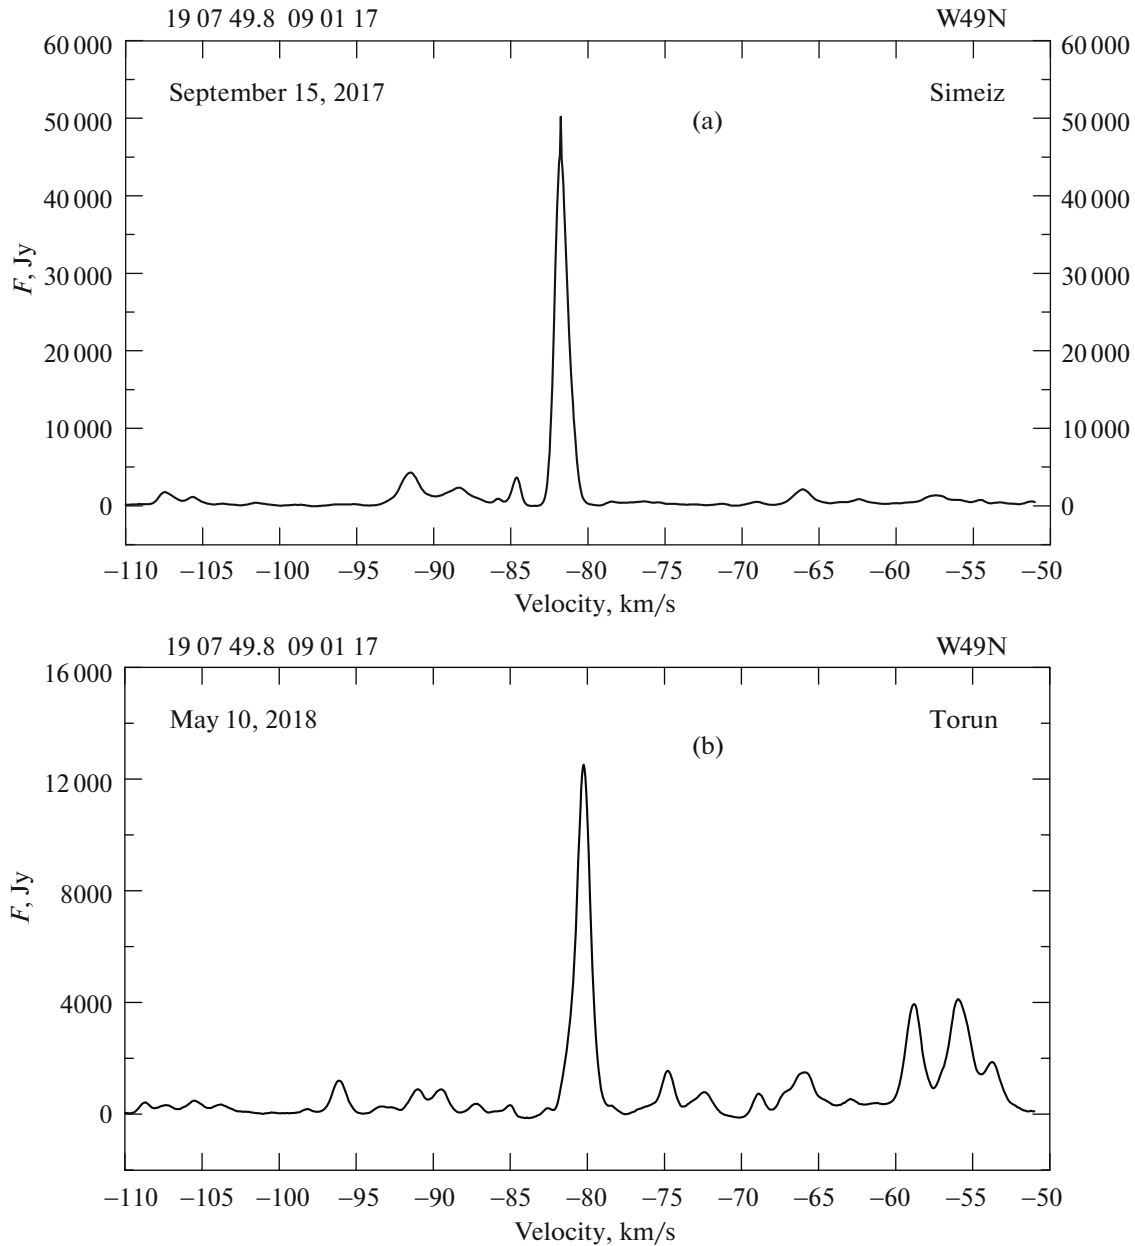 19 07 49.8  09 01 17 W49N
60 000 60 000
September 15, 2017 Simeiz
(a)
50 000 50 000
40 000 40 000
F, Jy
30 000 30 000
20 000 20 000
10 000 10 000
0 0
−110 −105 −100 −95 −90 −85 −80 −75 −70 −65 −60 −55 −50
Velocity, km/s
19 07 49.8  09 01 17 W49N
16 000
May 10, 2018 Torun
(b)
12 000
8000
F, Jy
4000
0
−110 −105 −100 −95 −90 −85 −80 −75 −70 −65 −60 −55 −50
Velocity, km/s